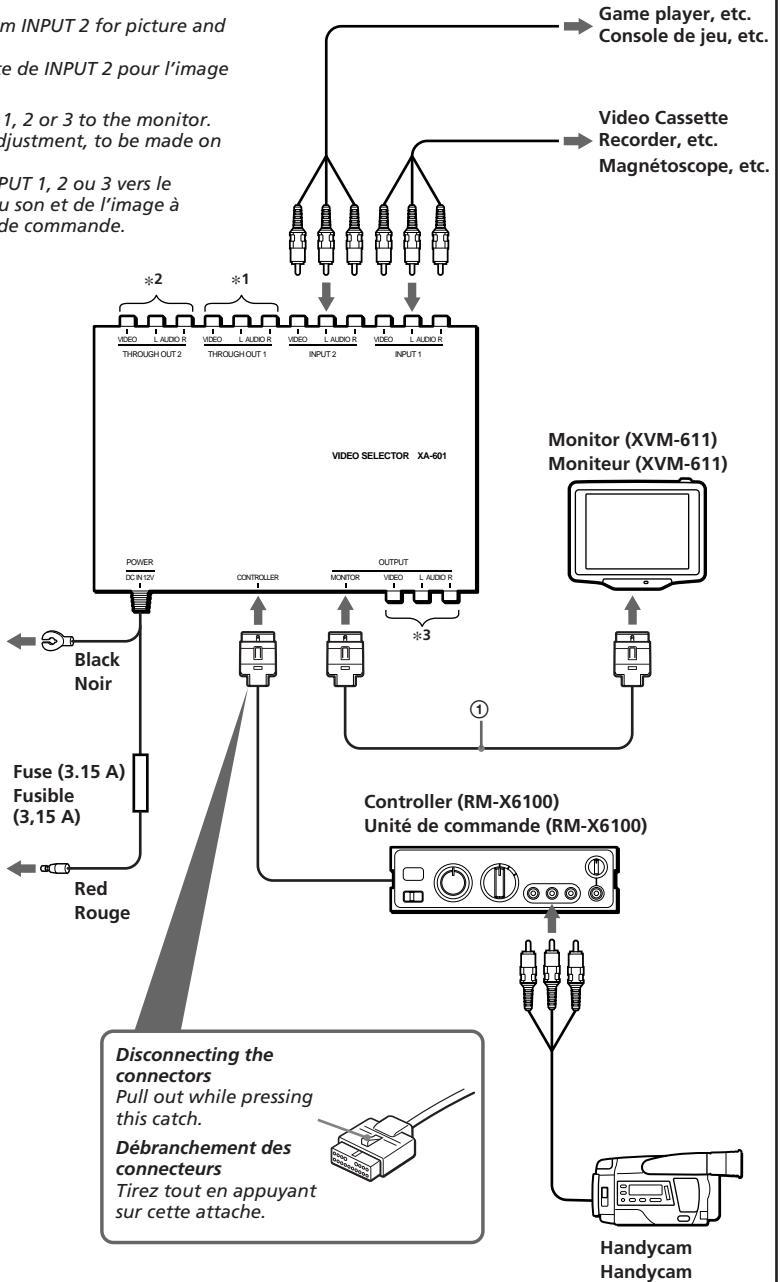 m INPUT 2 for picture and
te de INPUT 2 pour l’image
1, 2 or 3 to the monitor.
djustment, to be made on
PUT 1, 2 ou 3 vers le
u son et de l’image à
de commande.
Game player, etc.
Console de jeu, etc.
Video Cassette
Recorder, etc.
Magnétoscope, etc.
*2 *1
VIDEO L AUDIO R VIDEO L AUDIO R VIDEO L AUDIO R VIDEO L AUDIO R
THROUGH OUT 2 THROUGH OUT 1 INPUT 2 INPUT 1
VIDEO SELECTOR XA-601
Monitor (XVM-611)
Moniteur (XVM-611)
POWER OUTPUT
DC IN 12V CONTROLLER MONITOR VIDEO L AUDIO R
*3
Black
Noir
①
Fuse (3.15 A)
Fusible
(3,15 A)
Controller (RM-X6100)
Unité de commande (RM-X6100)
Red
Rouge
Disconnecting the
connectors
Pull out while pressing
this catch.
Débranchement des
connecteurs
Tirez tout en appuyant
sur cette attache.
Handycam
Handycam